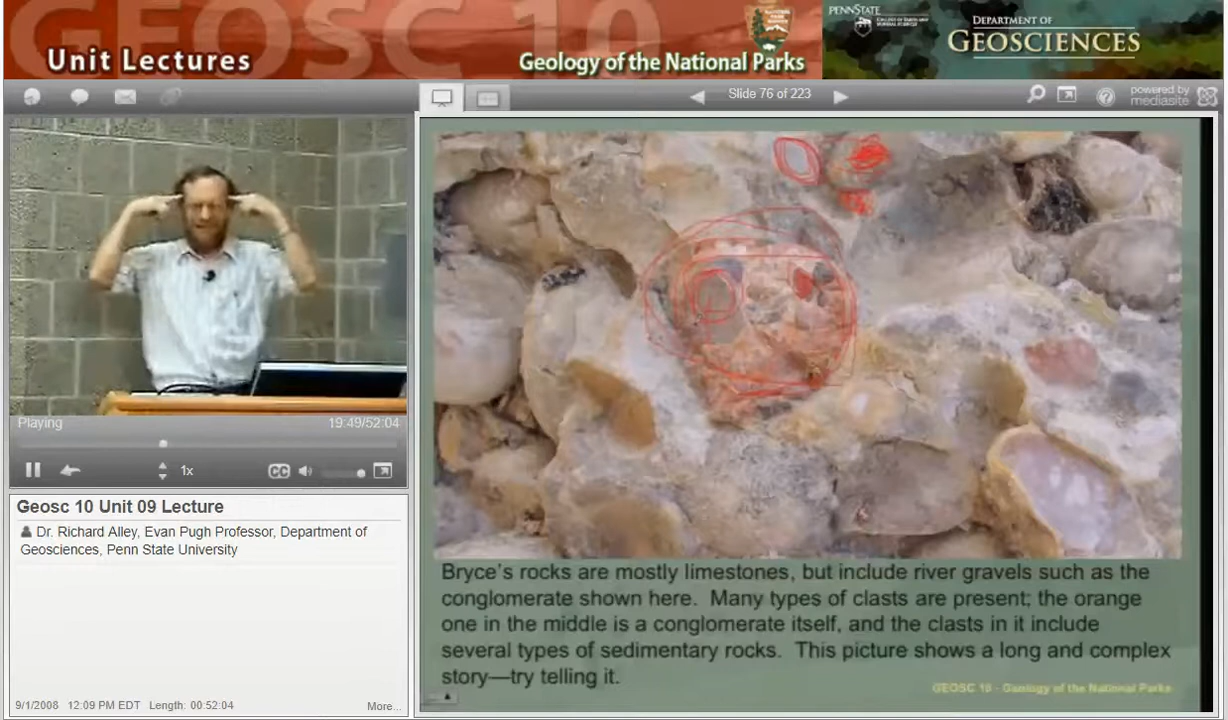 GEOSC 10
Unit Lectures
Geology of the National Parks
PENNSTATE
DEPARTMENT OF
GEOSCIENCES
Slide 76 of 223
powered by
mediasite
Playing
19:49/52:04
1x
CC
Geosc 10 Unit 09 Lecture
Dr. Richard Alley, Evan Pugh Professor, Department of
Geosciences, Penn State University
9/1/2008 12:09 PM EDT Length: 00:52:04
More...
Bryce's rocks are mostly limestones, but include river gravels such as the
conglomerate shown here. Many types of clasts are present; the orange
one in the middle is a conglomerate itself, and the clasts in it include
several types of sedimentary rocks. This picture shows a long and complex
story—try telling it.
GEOSC 10 - Geology of the National Parks